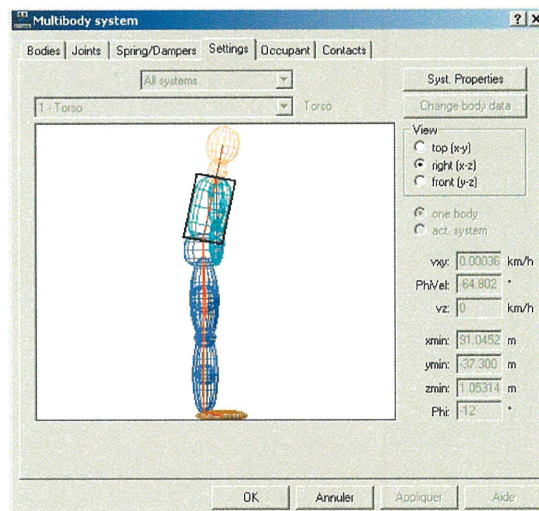 Multibody system
Bodies Joints Spring/Dampers Settings Occupant Contacts
All systems
Syst. Properties
1 - Torso Torso
Change body data
View
top (x-y)
right (x-z)
front (y-z)
one body
act. system
vxy: 0.00036 km/h
PhiVel: -64.802 °
vz: 0 km/h
xmin: 91.0452 m
ymin: -37.300 m
zmin: 1.05314 m
Phi: -12 °
OK Annuler Appliquer Aide